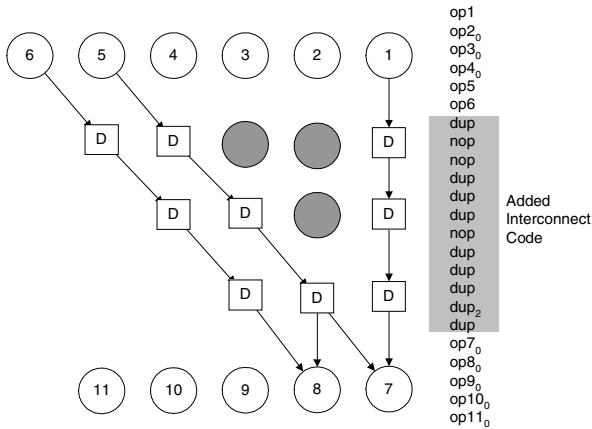 6 5 4 3 2 1
D D D
D D D
D D D
11 10 9 8 7
op1
op2₀
op3₀
op4₀
op5
op6
dup
nop
nop
dup
dup
dup
nop
dup
dup
dup
dup₂
dup
op7₀
op8₀
op9₀
op10₀
op11₀
Added
Interconnect
Code